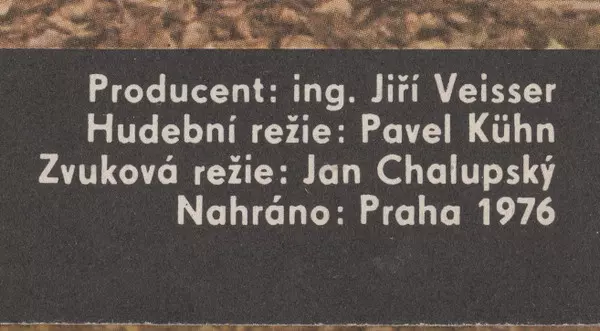 Producent: ing. Jiří Veisser
Hudební režie: Pavel Kühn
Zvuková režie: Jan Chalupský
Nahráno: Praha 1976